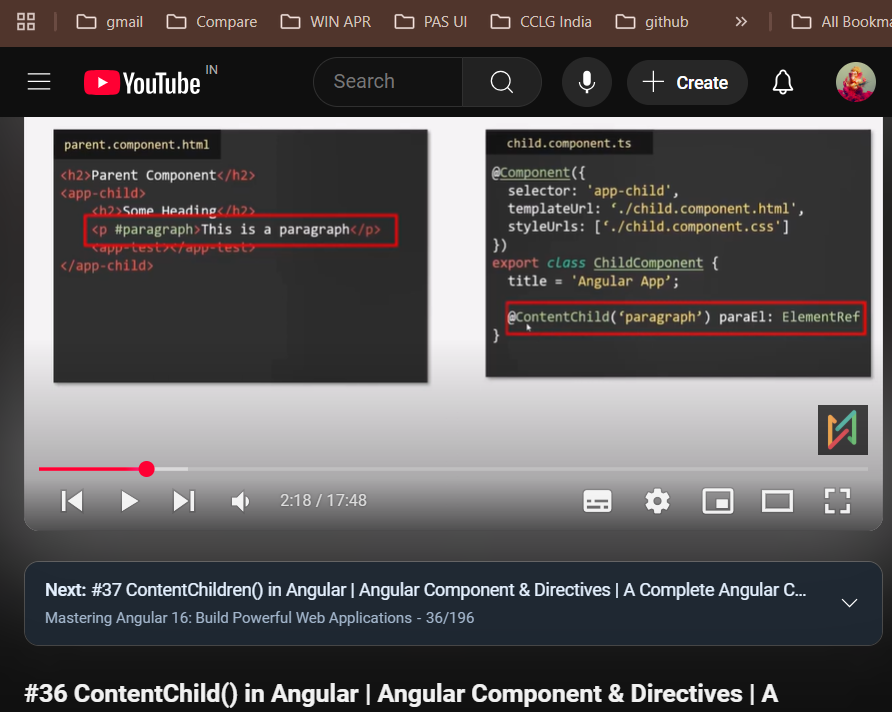 gmail Compare WIN APR PAS UI CCLG India github » All Bookma
YouTube IN Search Create
parent.component.html
<h2>Parent Component</h2>
<app-child>
<h2>Some Heading</h2>
<p #paragraph>This is a paragraph</p>
<app-test></app-test>
</app-child>
child.component.ts
@Component({
selector: 'app-child',
templateUrl: ‘./child.component.html',
styleUrls: [‘./child.component.css']
})
export class ChildComponent {
title = 'Angular App’;
@ContentChild(‘paragraph’) paraEl: ElementRef
}
2:18 / 17:48
Next: #37 ContentChildren() in Angular | Angular Component & Directives | A Complete Angular C...
Mastering Angular 16: Build Powerful Web Applications - 36/196
#36 ContentChild() in Angular | Angular Component & Directives | A